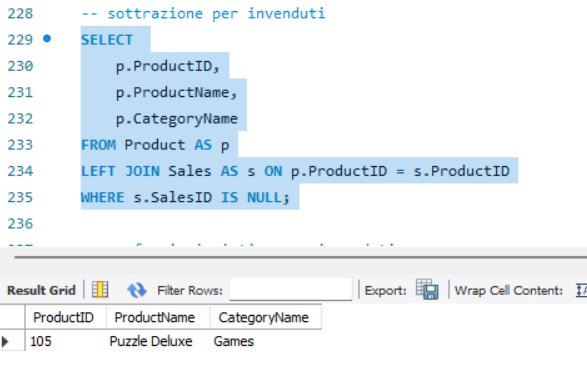 228 -- sottrazione per invenduti
229 SELECT
230 p.ProductID,
231 p.ProductName,
232 p.CategoryName
233 FROM Product AS p
234 LEFT JOIN Sales AS s ON p.ProductID = s.ProductID
235 WHERE s.SalesID IS NULL;
236
Result Grid Filter Rows: Export: Wrap Cell Content:
ProductID ProductName CategoryName
105 Puzzle Deluxe Games